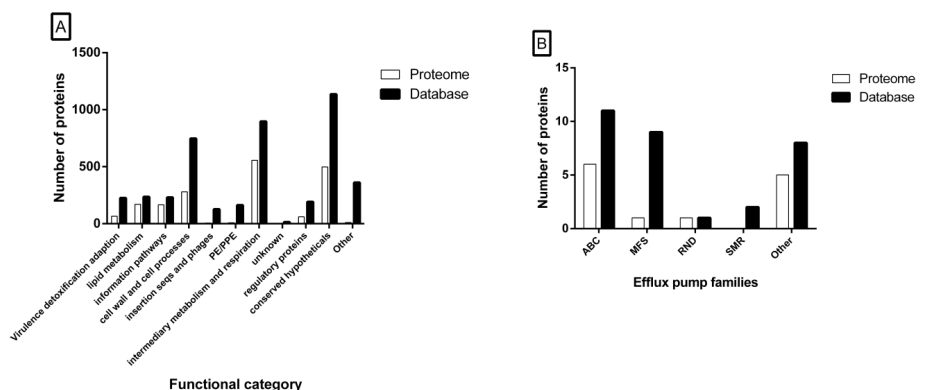 A
Number of proteins
1500
1000
500
0
Proteome
Database
Virulence detoxification adaption
lipid metabolism
information pathways
cell wall and cell processes
insertion seqs and phages
PE/PPE
intermediary metabolism and respiration
unknown
regulatory proteins
conserved hypotheticals
Other
Functional category
B
Number of proteins
15
10
5
0
Proteome
Database
ABC
MFS
RND
SMR
Other
Efflux pump families